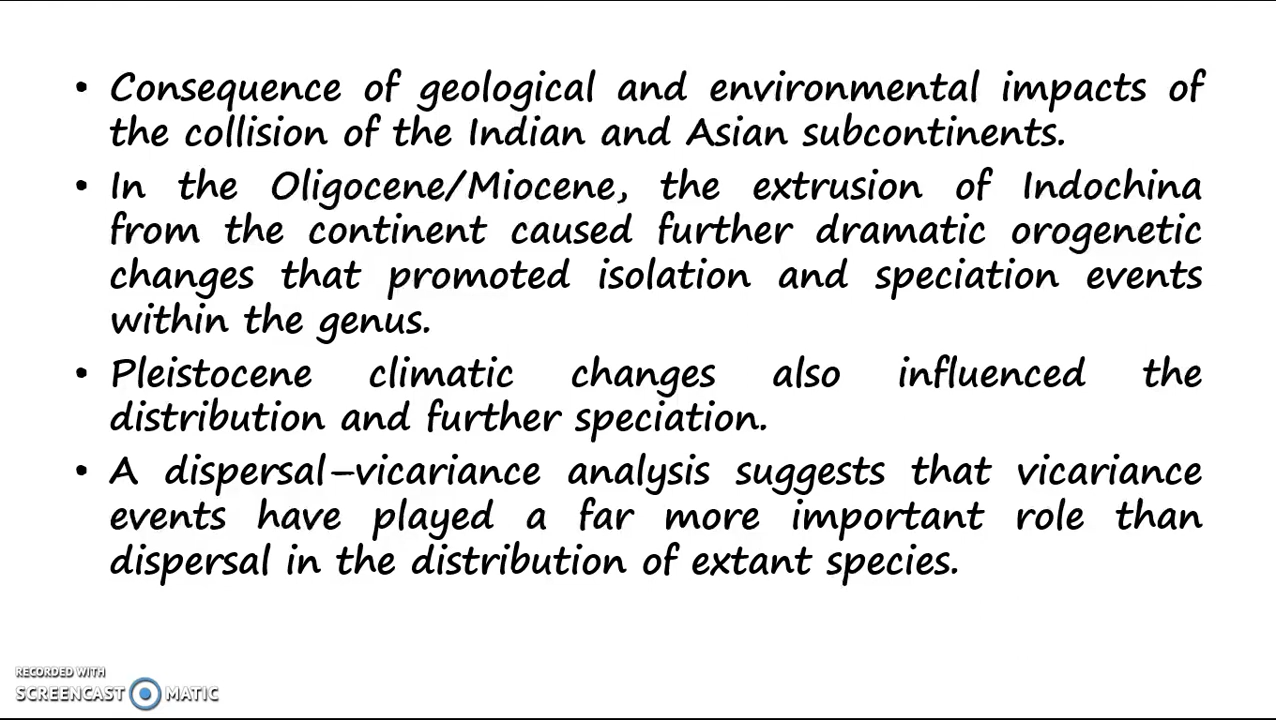 • Consequence of geological and environmental impacts of
the collision of the Indian and Asian subcontinents.
• In the Oligocene/Miocene, the extrusion of Indochina
from the continent caused further dramatic orogenetic
changes that promoted isolation and speciation events
within the genus.
• Pleistocene climatic changes also influenced the
distribution and further speciation.
• A dispersal–vicariance analysis suggests that vicariance
events have played a far more important role than
dispersal in the distribution of extant species.
RECORDED WITH
SCREENCAST MATIC